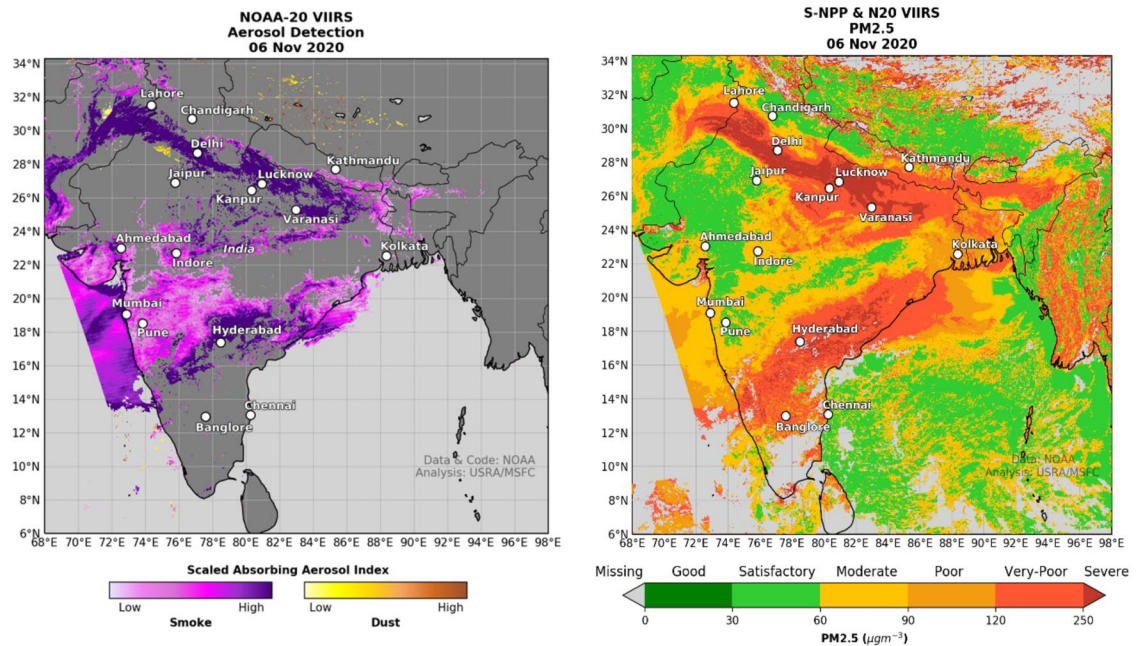 NOAA-20 VIIRS
Aerosol Detection
06 Nov 2020
34°N
32°N
30°N
28°N
26°N
24°N
22°N
20°N
18°N
16°N
14°N
12°N
10°N
8°N
6°N
Lahore
Chandigarh
Delhi
Kathmandu
Jaipur
Lucknow
Kanpur
Varanasi
Ahmedabad
India
Kolkata
Indore
Mumbai
Pune
Hyderabad
Chennai
Banglore
Data & Code: NOAA
Analysis: USRA/MSFC
68°E 70°E 72°E 74°E 76°E 78°E 80°E 82°E 84°E 86°E 88°E 90°E 92°E 94°E 96°E 98°E
Scaled Absorbing Aerosol Index
Low High Low High
Smoke Dust
S-NPP & N20 VIIRS
PM2.5
06 Nov 2020
34°N
32°N
30°N
28°N
26°N
24°N
22°N
20°N
18°N
16°N
14°N
12°N
10°N
8°N
6°N
Lahore
Chandigarh
Delhi
Kathmandu
Jaipur
Lucknow
Kanpur
Varanasi
Ahmedabad
Kolkata
Indore
Mumbai
Pune
Hyderabad
Chennai
Banglore
Data: NOAA
Analysis: USRA/MSFC
68°E 70°E 72°E 74°E 76°E 78°E 80°E 82°E 84°E 86°E 88°E 90°E 92°E 94°E 96°E 98°E
Missing Good Satisfactory Moderate Poor Very-Poor Severe
0 30 60 90 120 250
PM2.5 (μgm⁻³)